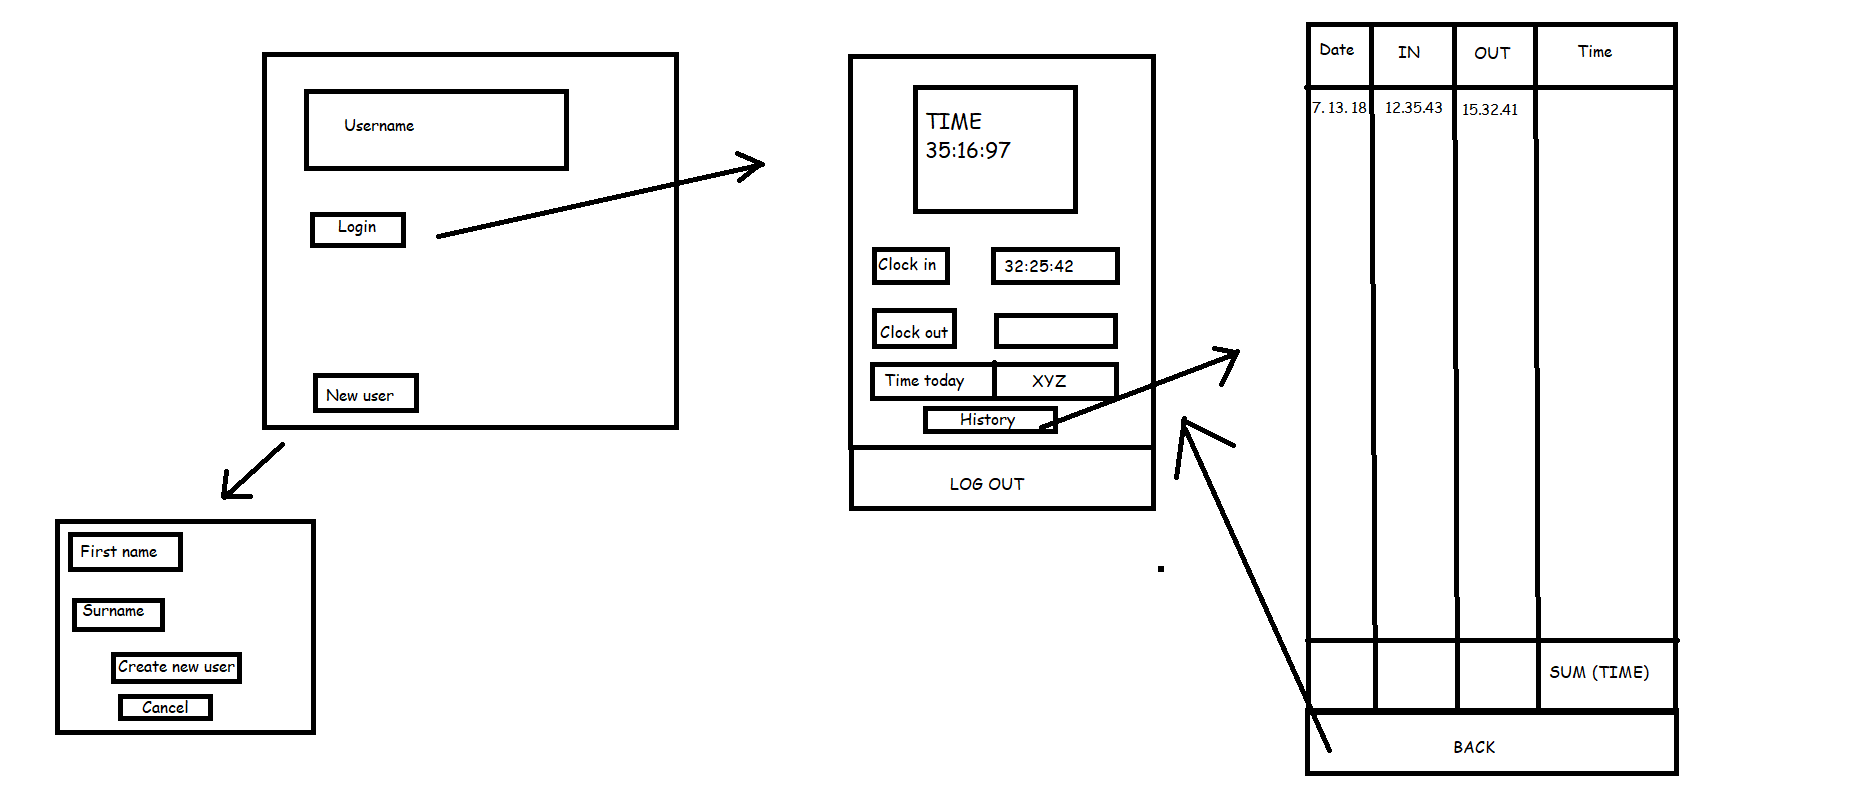 Username
Login
New user
First name
Surname
Create new user
Cancel
TIME
35:16:97
Clock in
32:25:42
Clock out
Time today
XYZ
History
LOG OUT
Date
IN
OUT
Time
7. 13. 18
12.35.43
15.32.41
SUM (TIME)
BACK